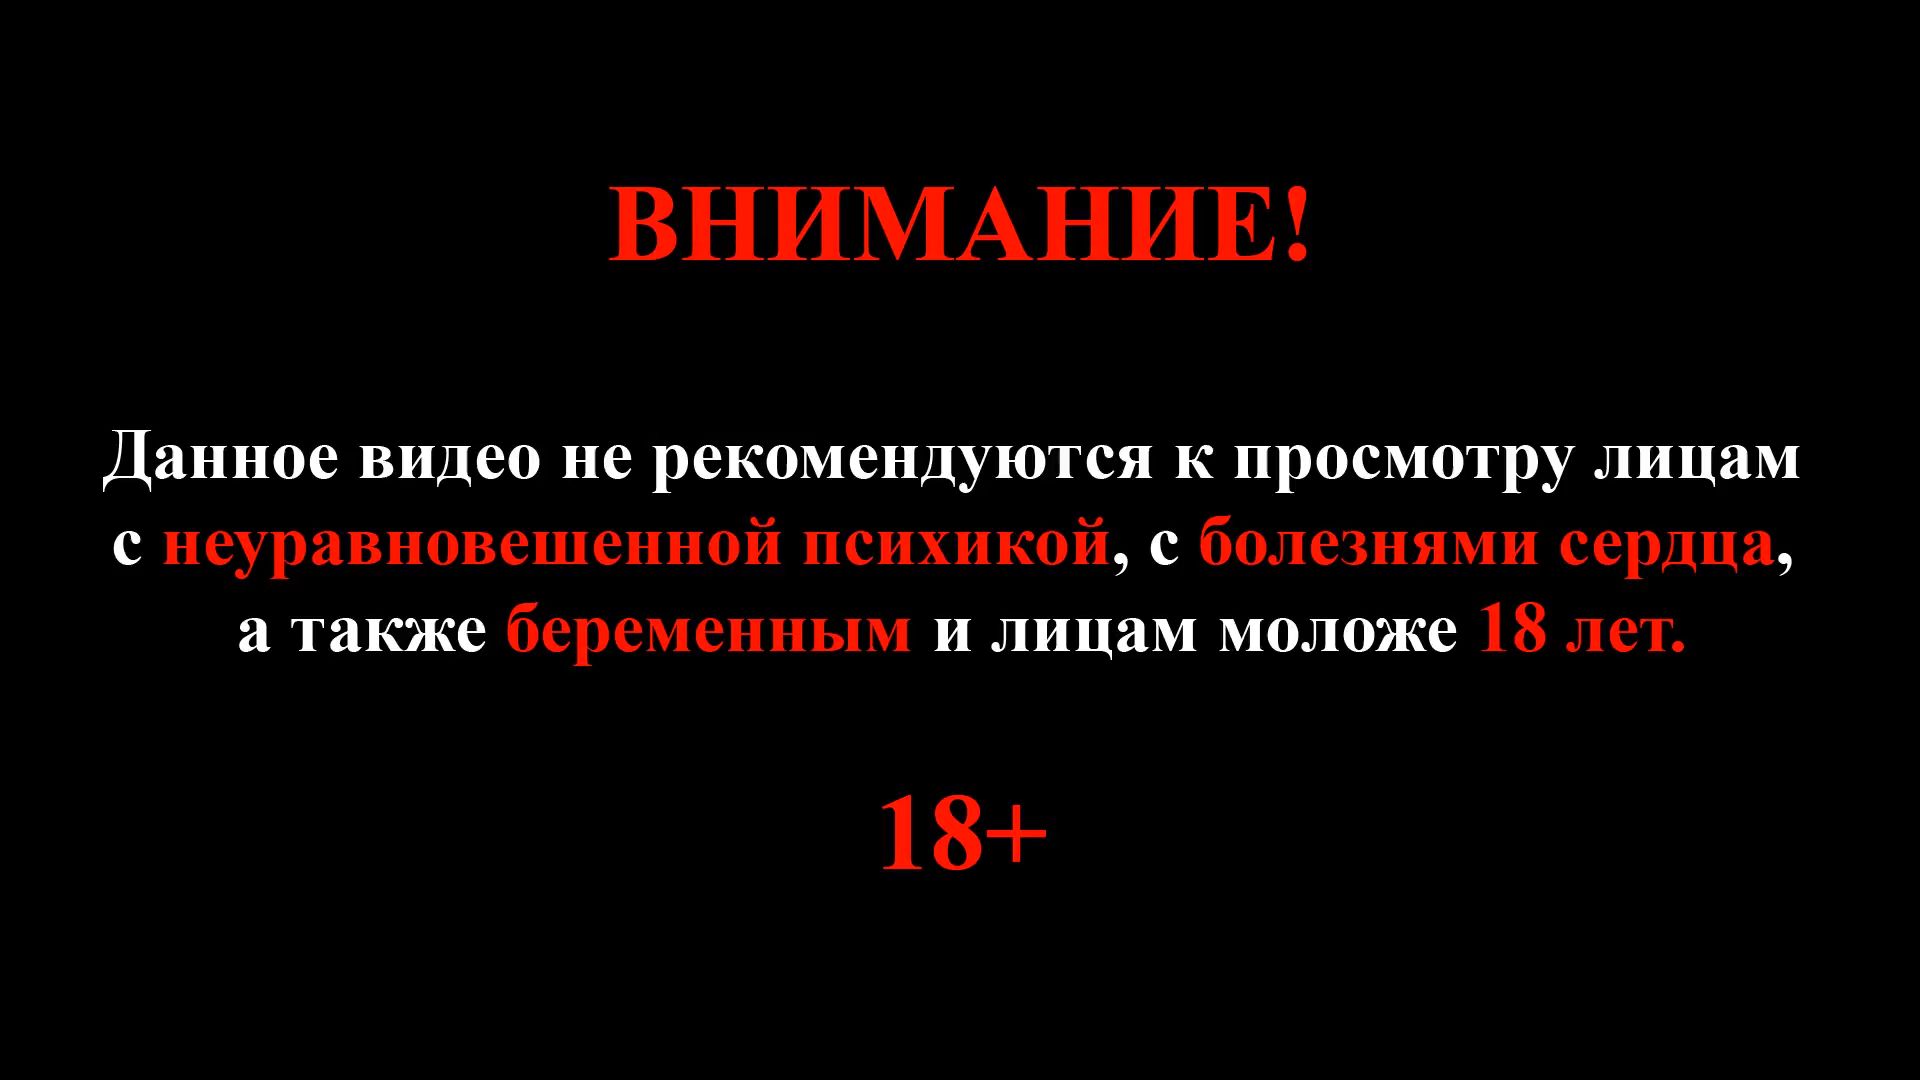 ВНИМАНИЕ!
Данное видео не рекомендуются к просмотру лицам
с неуравновешенной психикой, с болезнями сердца,
а также беременным и лицам моложе 18 лет.
18+